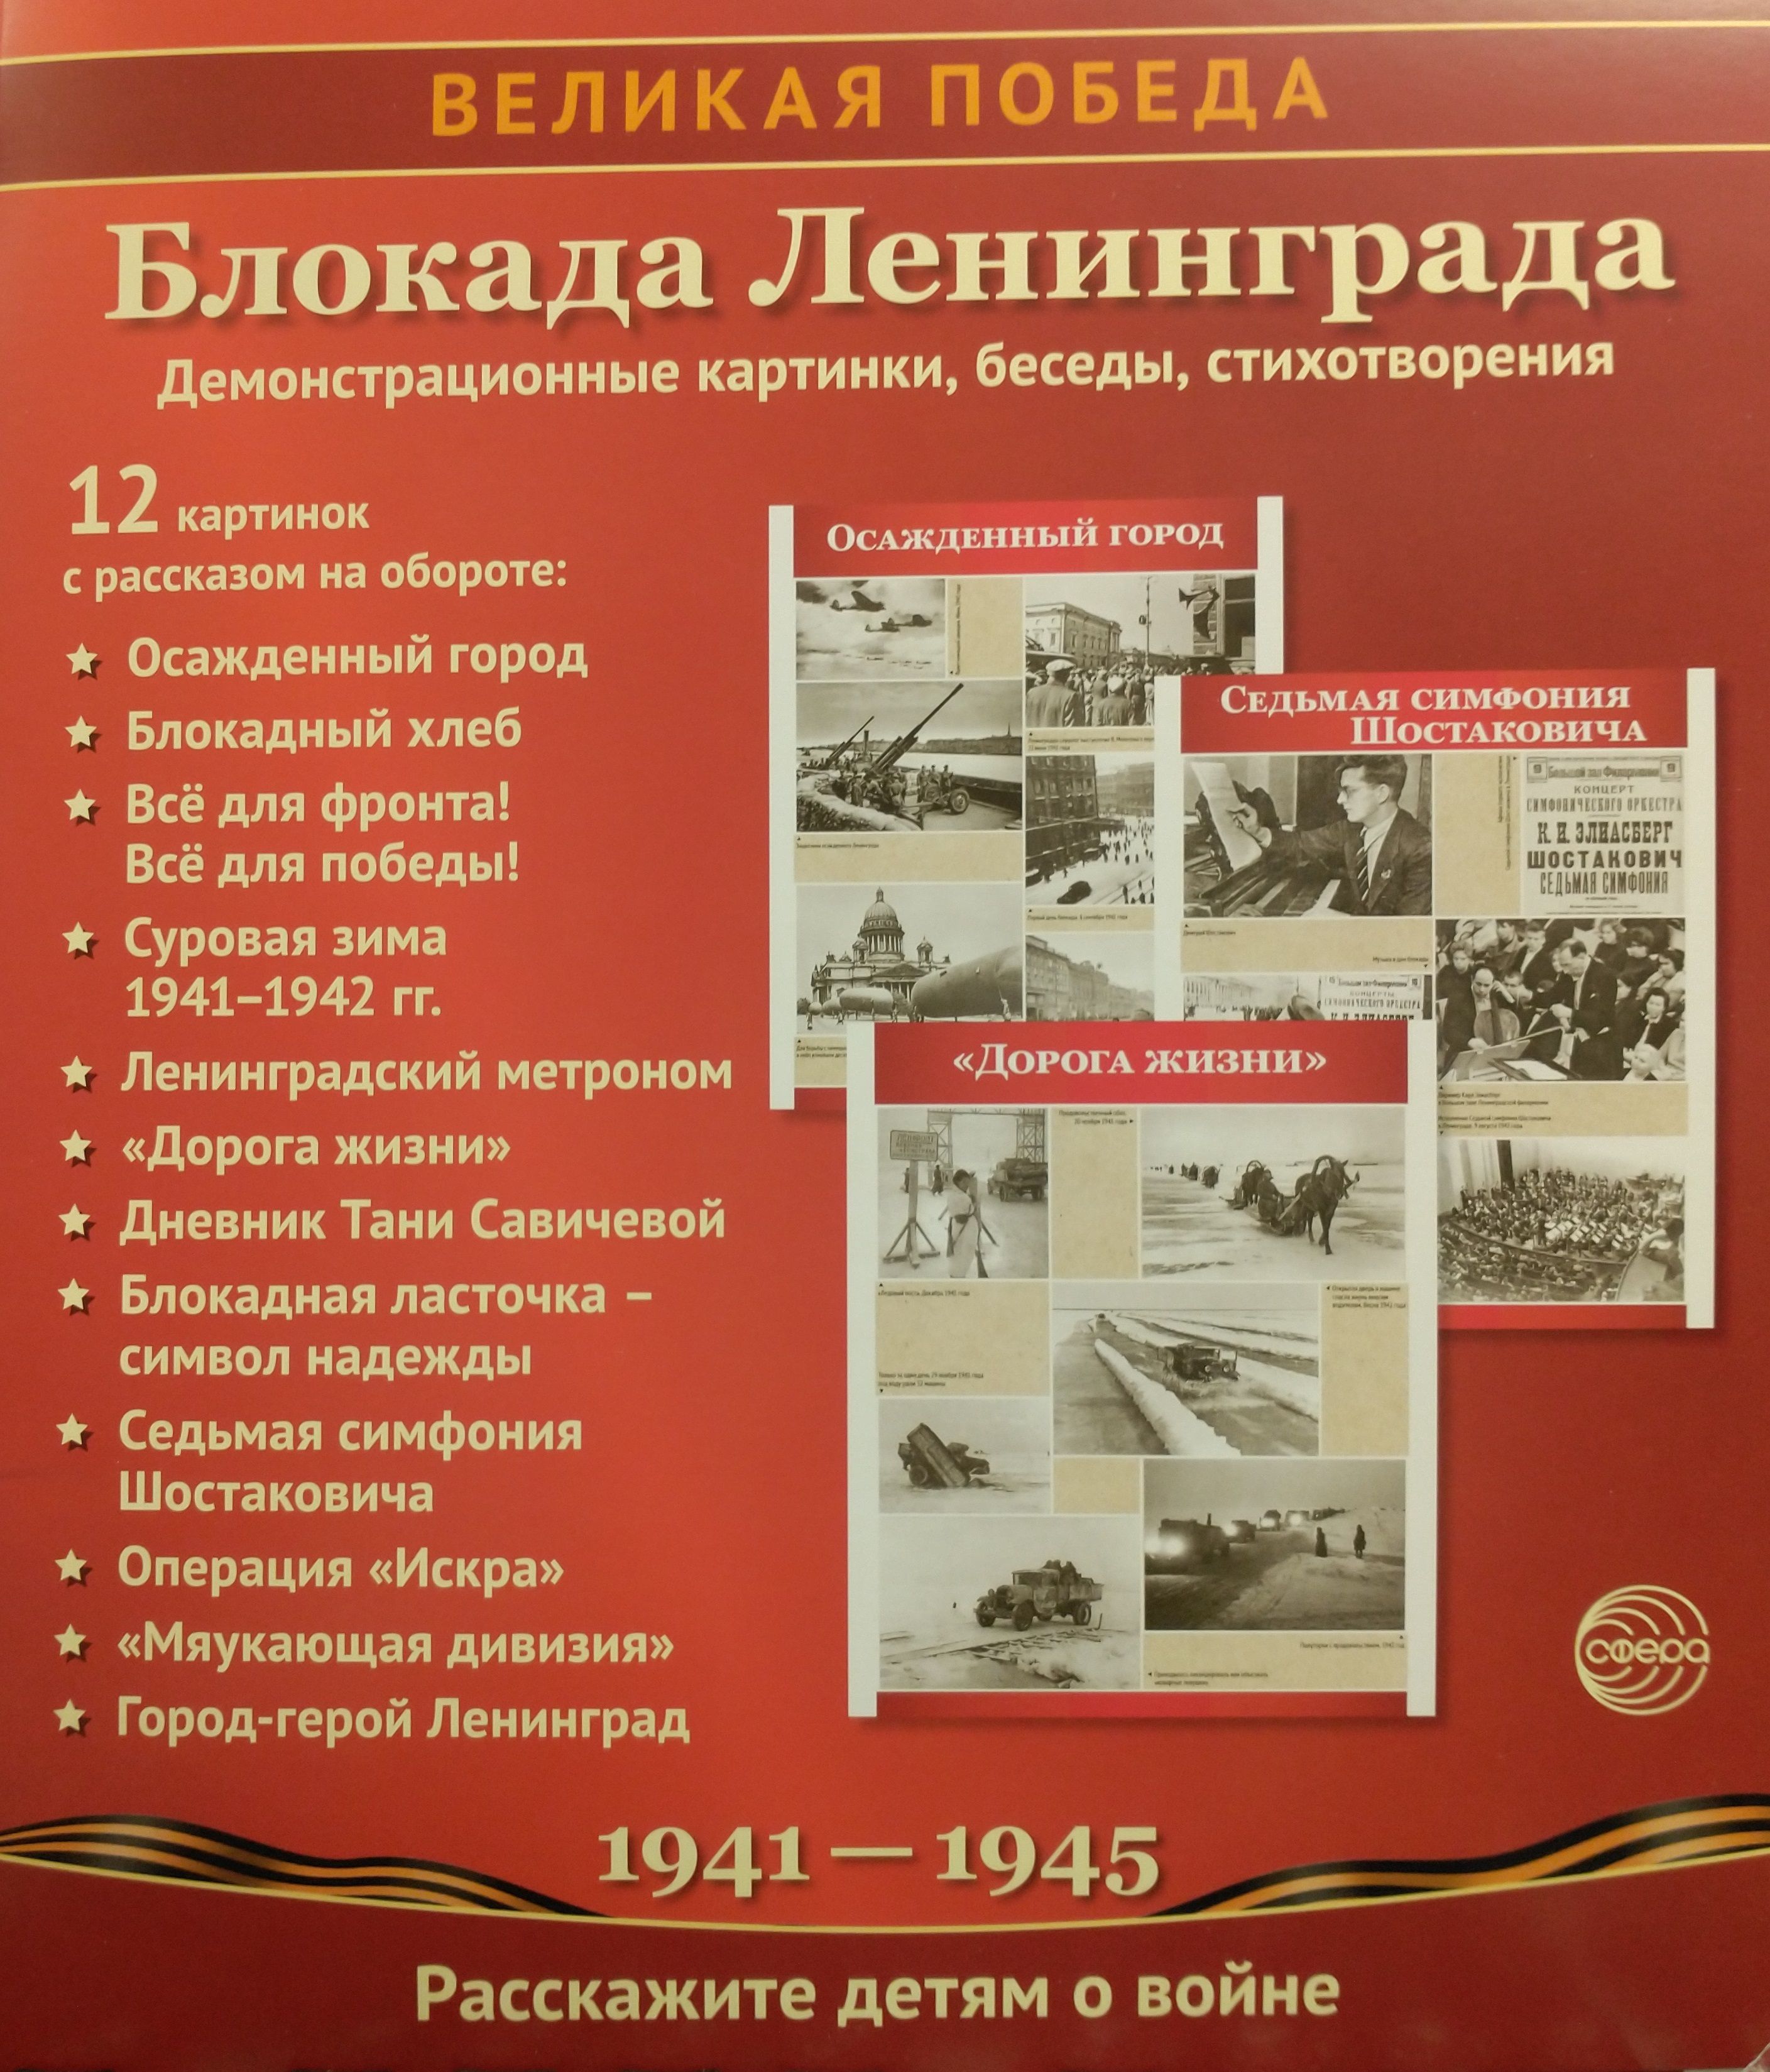 ВЕЛИКАЯ ПОБЕДА
Блокада Ленинграда
Демонстрационные картинки, беседы, стихотворения
12 картинок
с рассказом на обороте:
Осажденный город
Блокадный хлеб
Всё для фронта!
Всё для победы!
Суровая зима
1941–1942 гг.
Ленинградский метроном
«Дорога жизни»
Дневник Тани Савичевой
Блокадная ласточка –
символ надежды
Седьмая симфония
Шостаковича
Операция «Искра»
«Мяукающая дивизия»
Город-герой Ленинград
Осажденный город
Седьмая симфония
Шостаковича
Большой зал Филармонии
КОНЦЕРТ
СИМФОНИЧЕСКОГО ОРКЕСТРА
К. И. ЭЛИАСБЕРГ
ШОСТАКОВИЧ
СЕДЬМАЯ СИМФОНИЯ
«Дорога жизни»
сфера
1941 — 1945
Расскажите детям о войне